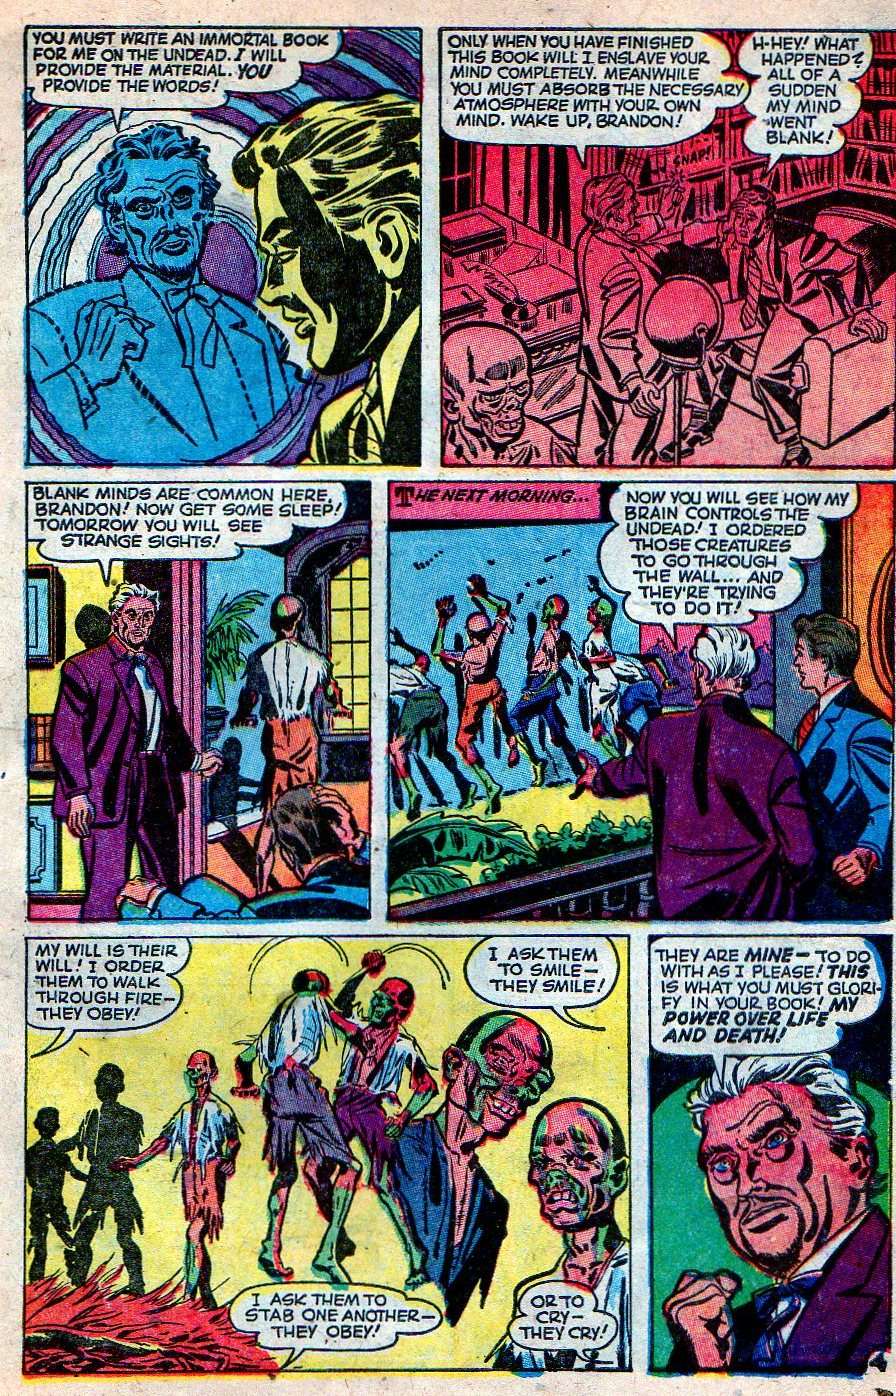 YOU MUST WRITE AN IMMORTAL BOOK
FOR ME ON THE UNDEAD. I WILL
PROVIDE THE MATERIAL. YOU
PROVIDE THE WORDS!
ONLY WHEN YOU HAVE FINISHED
THIS BOOK WILL I ENSLAVE YOUR
MIND COMPLETELY. MEANWHILE
YOU MUST ABSORB THE NECESSARY
ATMOSPHERE WITH YOUR OWN
MIND. WAKE UP, BRANDON!
H-HEY! WHAT
HAPPENED?
ALL OF A
SUDDEN
MY MIND
WENT
BLANK!
SNAP!
BLANK MINDS ARE COMMON HERE,
BRANDON! NOW GET SOME SLEEP!
TOMORROW YOU WILL SEE
STRANGE SIGHTS!
THE NEXT MORNING...
NOW YOU WILL SEE HOW MY
BRAIN CONTROLS THE
UNDEAD! I ORDERED
THOSE CREATURES
TO GO THROUGH
THE WALL... AND
THEY'RE TRYING
TO DO IT!
MY WILL IS THEIR
WILL! I ORDER
THEM TO WALK
THROUGH FIRE—
THEY OBEY!
I ASK THEM
TO SMILE—
THEY SMILE!
I ASK THEM TO
STAB ONE ANOTHER—
THEY OBEY!
OR TO
CRY—
THEY CRY!
THEY ARE MINE— TO DO
WITH AS I PLEASE! THIS
IS WHAT YOU MUST GLORI-
FY IN YOUR BOOK! MY
POWER OVER LIFE
AND DEATH!